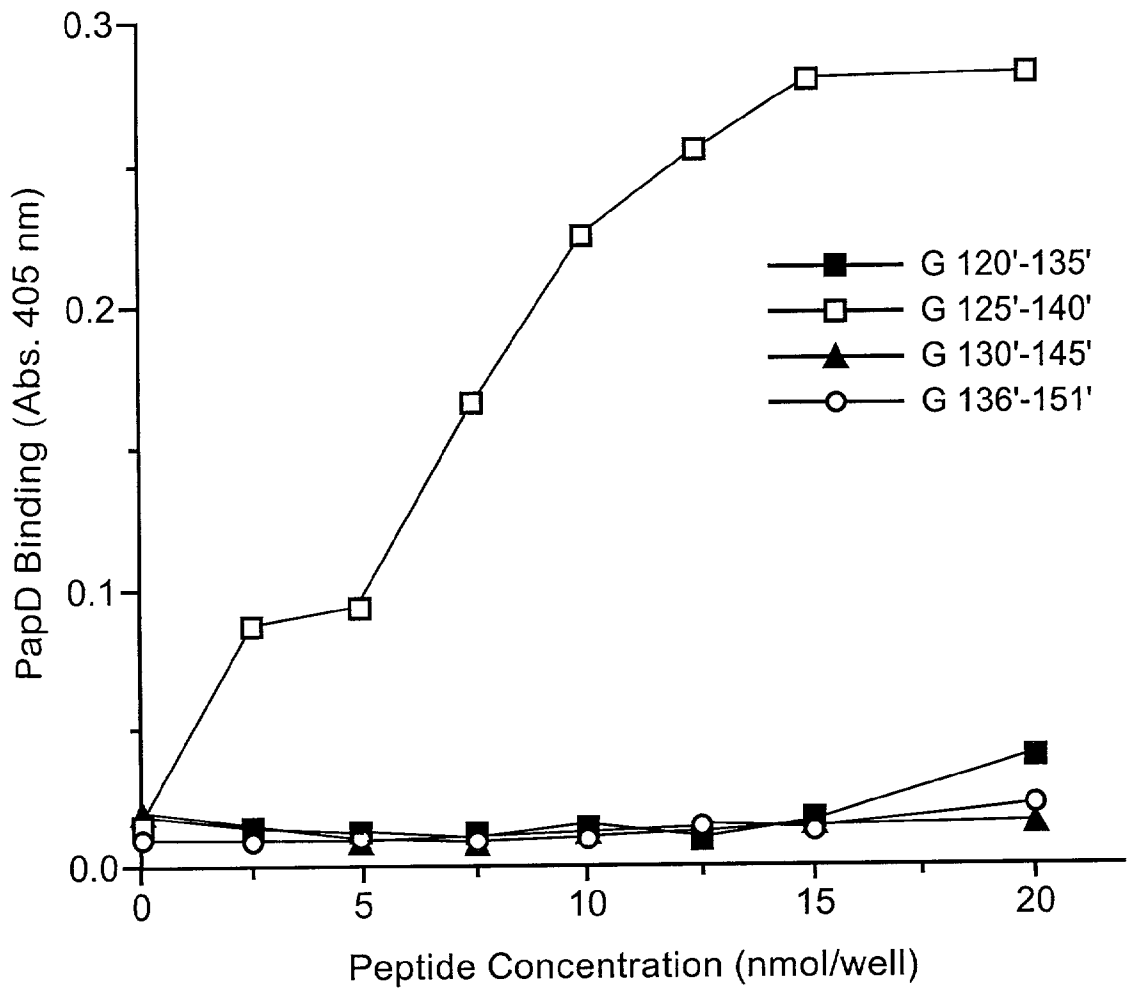 0.3
0.2
0.1
0.0
PapD Binding (Abs. 405 nm)
G 120'-135'
G 125'-140'
G 130'-145'
G 136'-151'
0 5 10 15 20
Peptide Concentration (nmol/well)